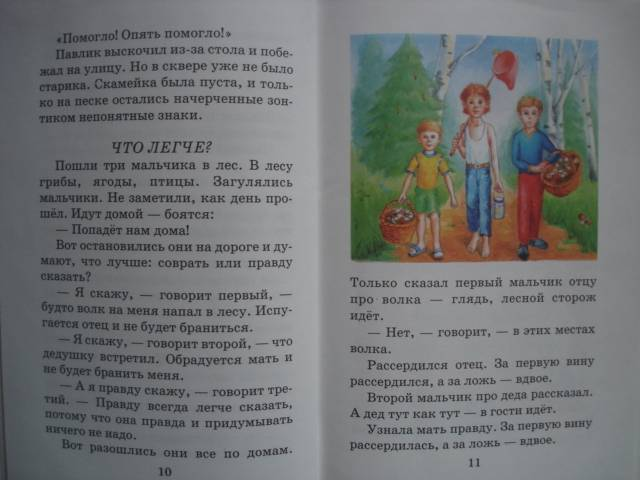 «Помогло! Опять помогло!»
Павлик выскочил из-за стола и побе-
жал на улицу. Но в сквере уже не было
старика. Скамейка была пуста, и толь-
ко на песке остались начерченные зон-
тиком непонятные знаки.
ЧТО ЛЕГЧЕ?
Пошли три мальчика в лес. В лесу
грибы, ягоды, птицы. Загулялись
мальчики. Не заметили, как день про-
шёл. Идут домой — боятся:
— Попадёт нам дома!
Вот остановились они на дороге и ду-
мают, что лучше: соврать или правду
сказать?
— Я скажу, — говорит первый, —
будто волк на меня напал в лесу. Испу-
гается отец и не будет браниться.
— Я скажу, — говорит второй, — что
дедушку встретил. Обрадуется мать и
не будет бранить меня.
— А я правду скажу, — говорит тре-
тий. — Правду всегда легче сказать,
потому что она правда и придумывать
ничего не надо.
Вот разошлись они все по домам.
10
Только сказал первый мальчик отцу
про волка — глядь, лесной сторож
идёт.
— Нет, — говорит, — в этих местах
волка.
Рассердился отец. За первую вину
рассердился, а за ложь — вдвое.
Второй мальчик про деда рассказал.
А дед тут как тут — в гости идёт.
Узнала мать правду. За первую вину
рассердилась, а за ложь — вдвое.
11